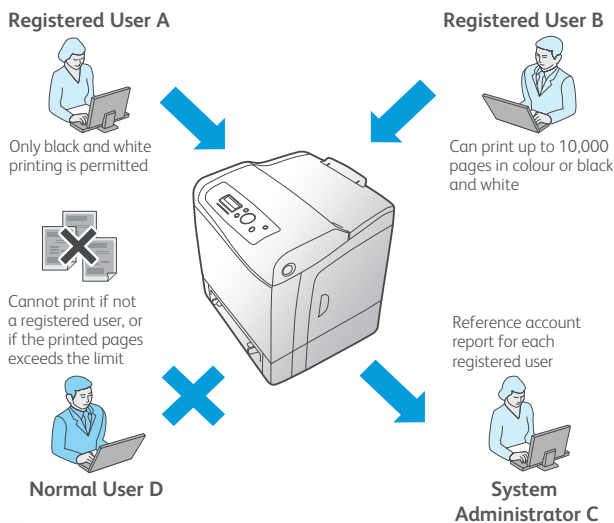 Registered User A
Only black and white
printing is permitted
Registered User B
Can print up to 10,000
pages in colour or black
and white
Cannot print if not
a registered user, or
if the printed pages
exceeds the limit
Normal User D
Reference account
report for each
registered user
System
Administrator C